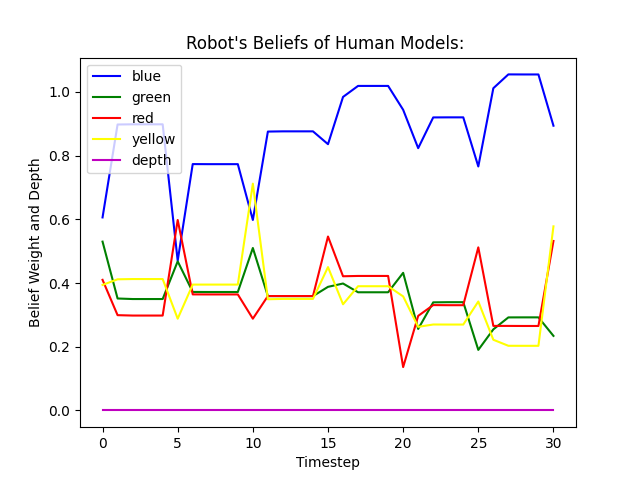 Robot's Beliefs of Human Models:
blue
green
red
yellow
depth
Belief Weight and Depth
1.0
0.8
0.6
0.4
0.2
0.0
0 5 10 15 20 25 30
Timestep